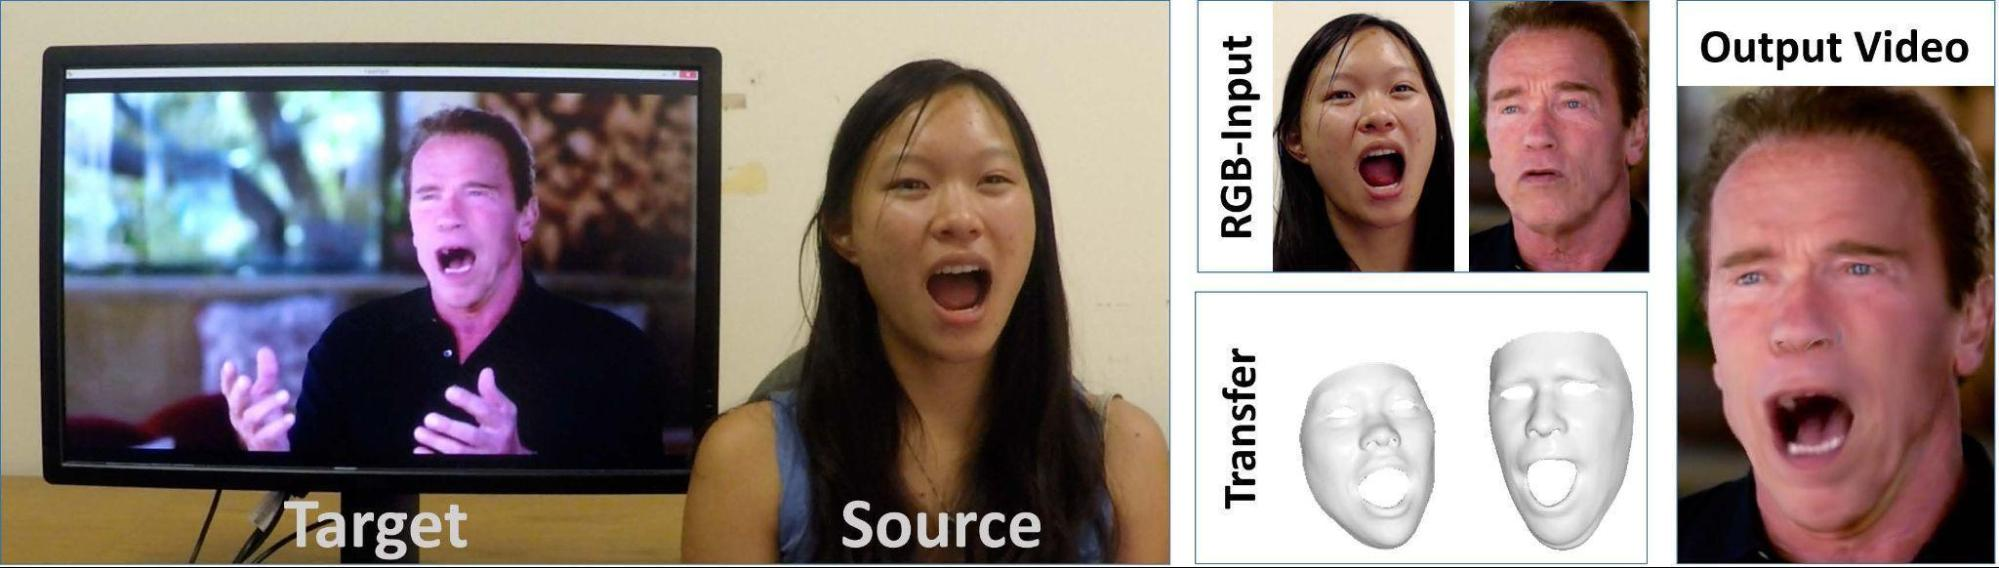 Target
Source
RGB-Input
Transfer
Output Video